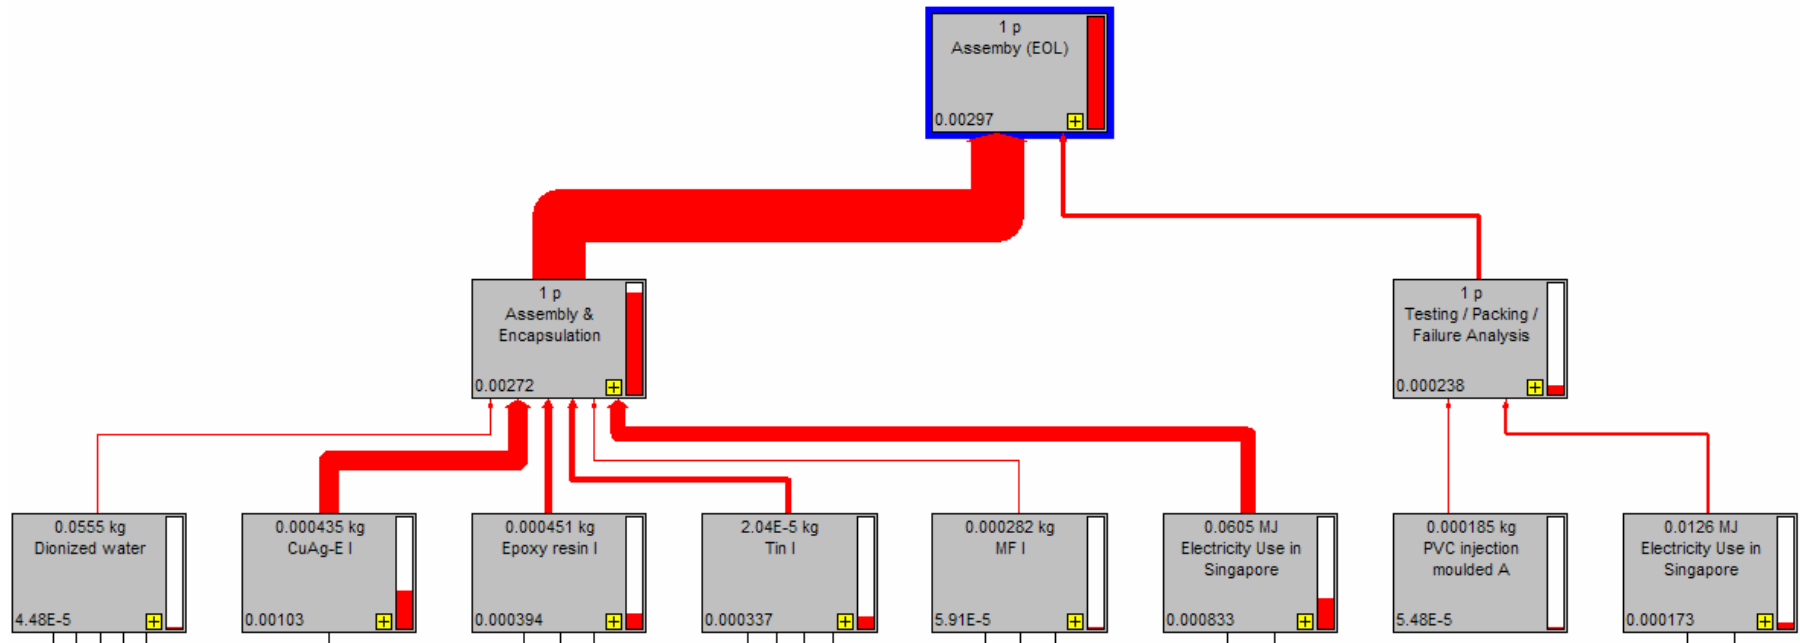 1 p
Assemby (EOL)
0.00297
1 p
Assembly &
Encapsulation
0.00272
1 p
Testing / Packing /
Failure Analysis
0.000238
0.0555 kg
Dionized water
4.48E-5
0.000435 kg
CuAg-E I
0.00103
0.000451 kg
Epoxy resin I
0.000394
2.04E-5 kg
Tin I
0.000337
0.000282 kg
MF I
5.91E-5
0.0605 MJ
Electricity Use in
Singapore
0.000833
0.000185 kg
PVC injection
moulded A
5.48E-5
0.0126 MJ
Electricity Use in
Singapore
0.000173